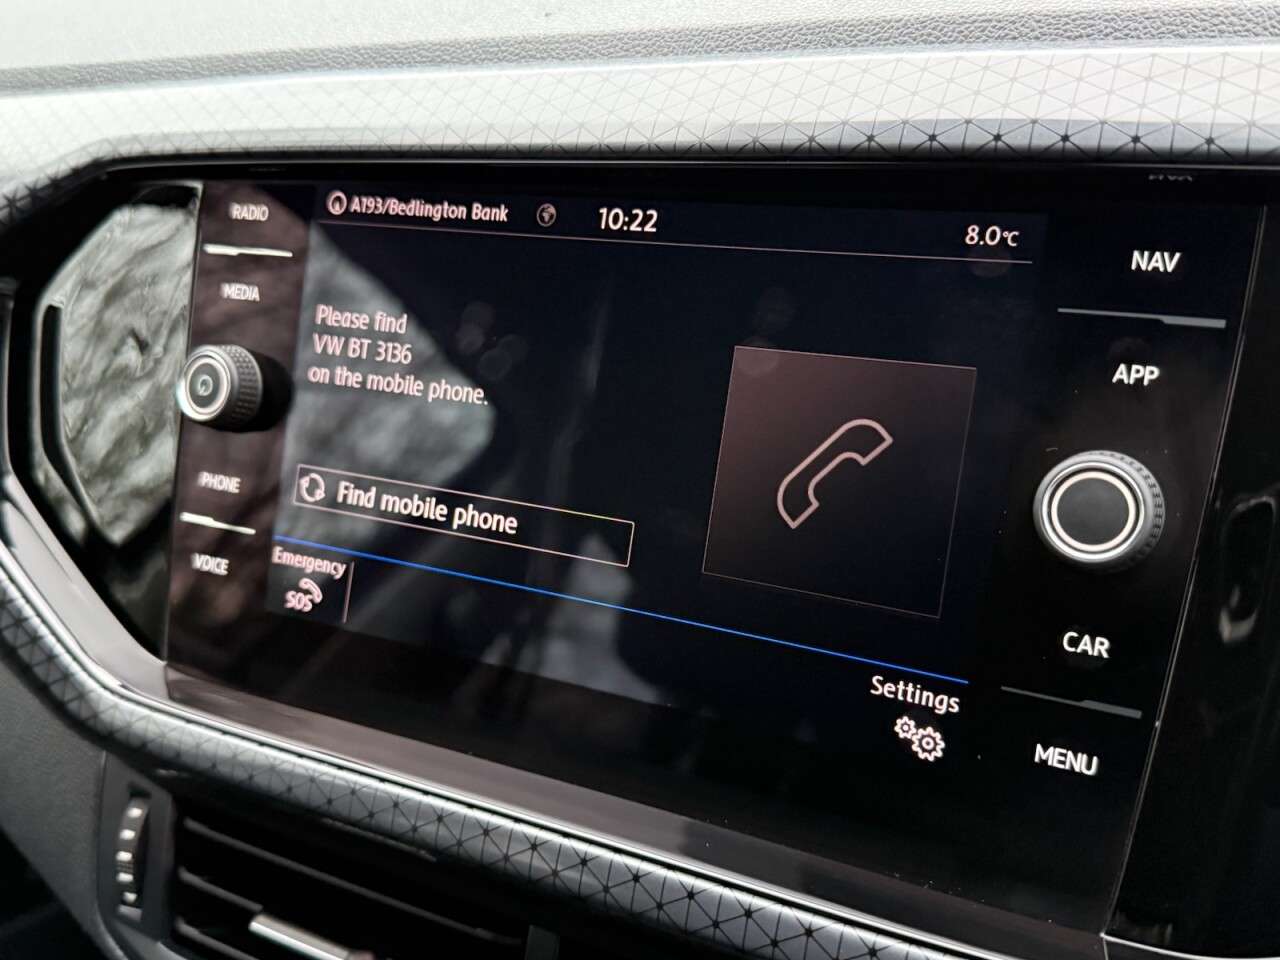 RADIO
MEDIA
PHONE
VOICE
A193/Bedlington Bank
10:22
8.0°C
Please find
VW BT 3136
on the mobile phone.
Find mobile phone
Emergency
SOS
Settings
NAV
APP
CAR
MENU